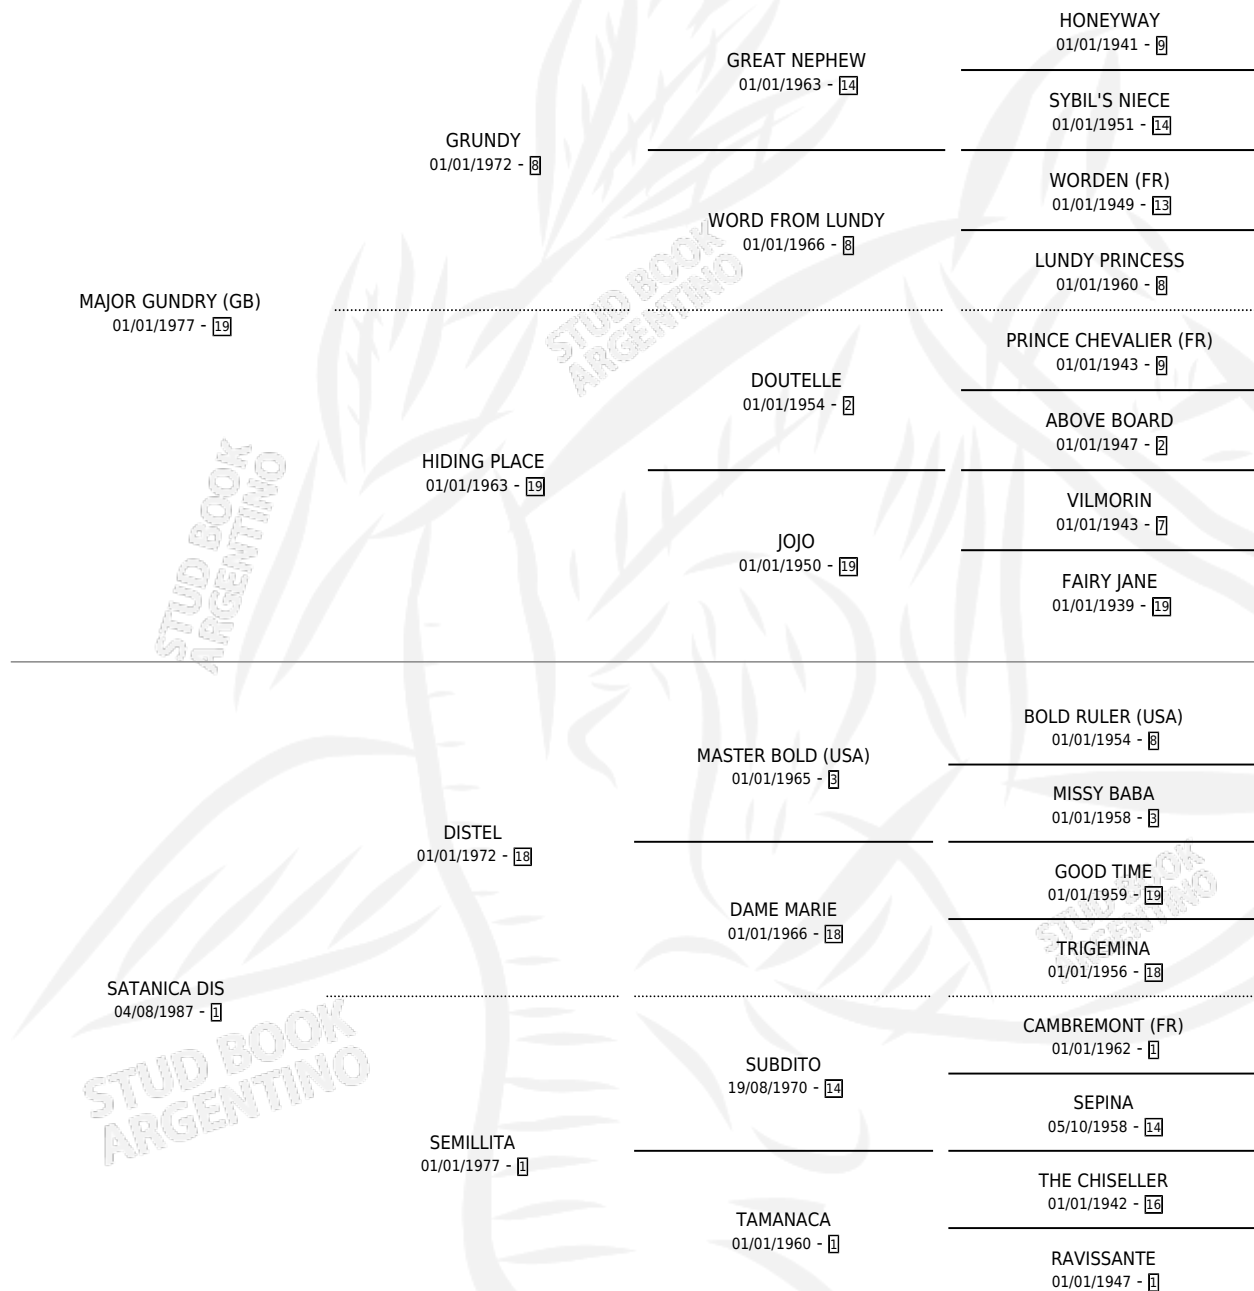 HONEYWAY
01/01/1941 - 9
GREAT NEPHEW
01/01/1963 - 14
SYBIL'S NIECE
01/01/1951 - 14
GRUNDY
01/01/1972 - 8
WORDEN (FR)
01/01/1949 - 13
WORD FROM LUNDY
01/01/1966 - 8
LUNDY PRINCESS
01/01/1960 - 8
MAJOR GUNDRY (GB)
01/01/1977 - 19
PRINCE CHEVALIER (FR)
01/01/1943 - 9
DOUTELLE
01/01/1954 - 2
ABOVE BOARD
01/01/1947 - 2
HIDING PLACE
01/01/1963 - 19
VILMORIN
01/01/1943 - 7
JOJO
01/01/1950 - 19
FAIRY JANE
01/01/1939 - 19
BOLD RULER (USA)
01/01/1954 - 8
MASTER BOLD (USA)
01/01/1965 - 3
MISSY BABA
01/01/1958 - 3
DISTEL
01/01/1972 - 18
GOOD TIME
01/01/1959 - 19
DAME MARIE
01/01/1966 - 18
TRIGEMINA
01/01/1956 - 18
SATANICA DIS
04/08/1987 - 1
CAMBREMONT (FR)
01/01/1962 - 1
SUBDITO
19/08/1970 - 14
SEPINA
05/10/1958 - 14
SEMILLITA
01/01/1977 - 1
THE CHISELLER
01/01/1942 - 16
TAMANACA
01/01/1960 - 1
RAVISSANTE
01/01/1947 - 1
STUD BOOK
ARGENTINO
STUD BOOK
ARGENTINO
STUD BOOK
ARGENTINO
STUD BOOK
ARGENTINO